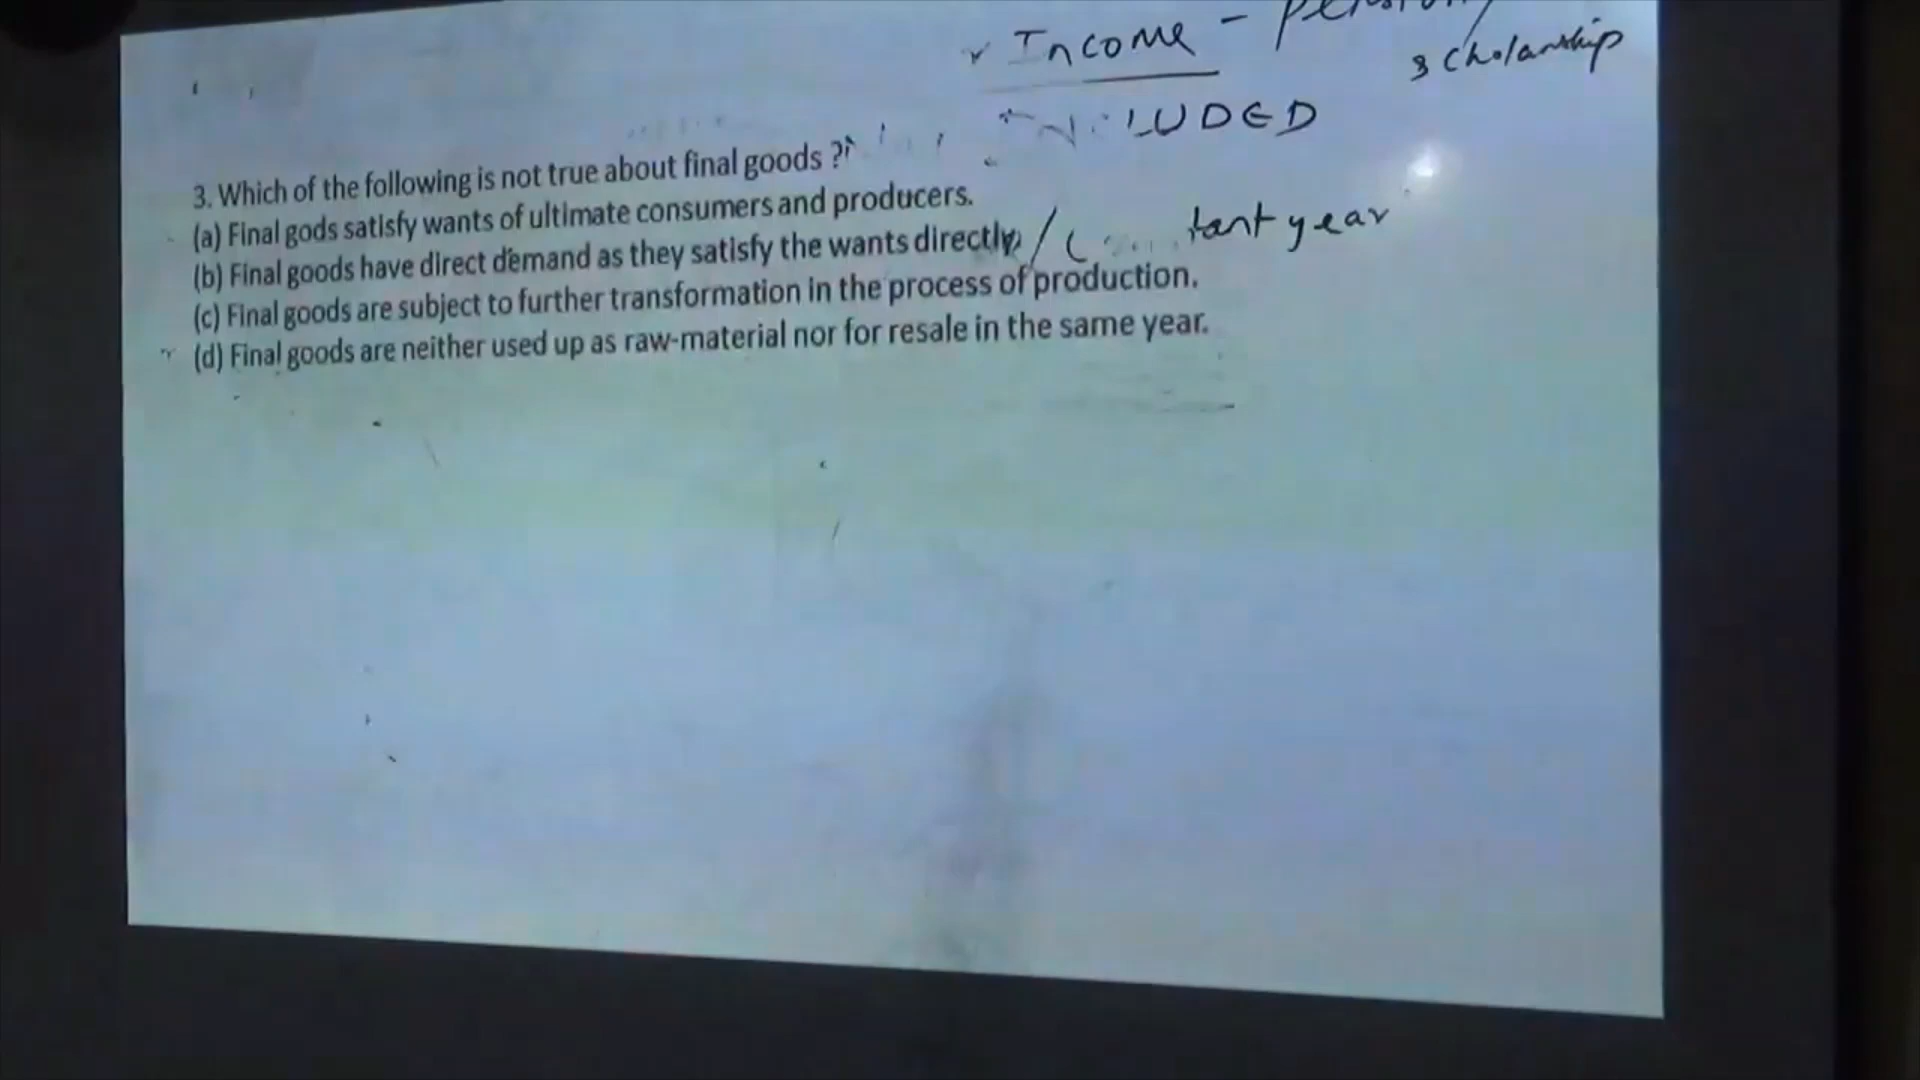 Income -
scholarship
LUDED
3. Which of the following is not true about final goods ?
(a) Final gods satisfy wants of ultimate consumers and producers.
(b) Final goods have direct demand as they satisfy the wants directly
year
(c) Final goods are subject to further transformation in the process of production.
(d) Final goods are neither used up as raw-material nor for resale in the same year.